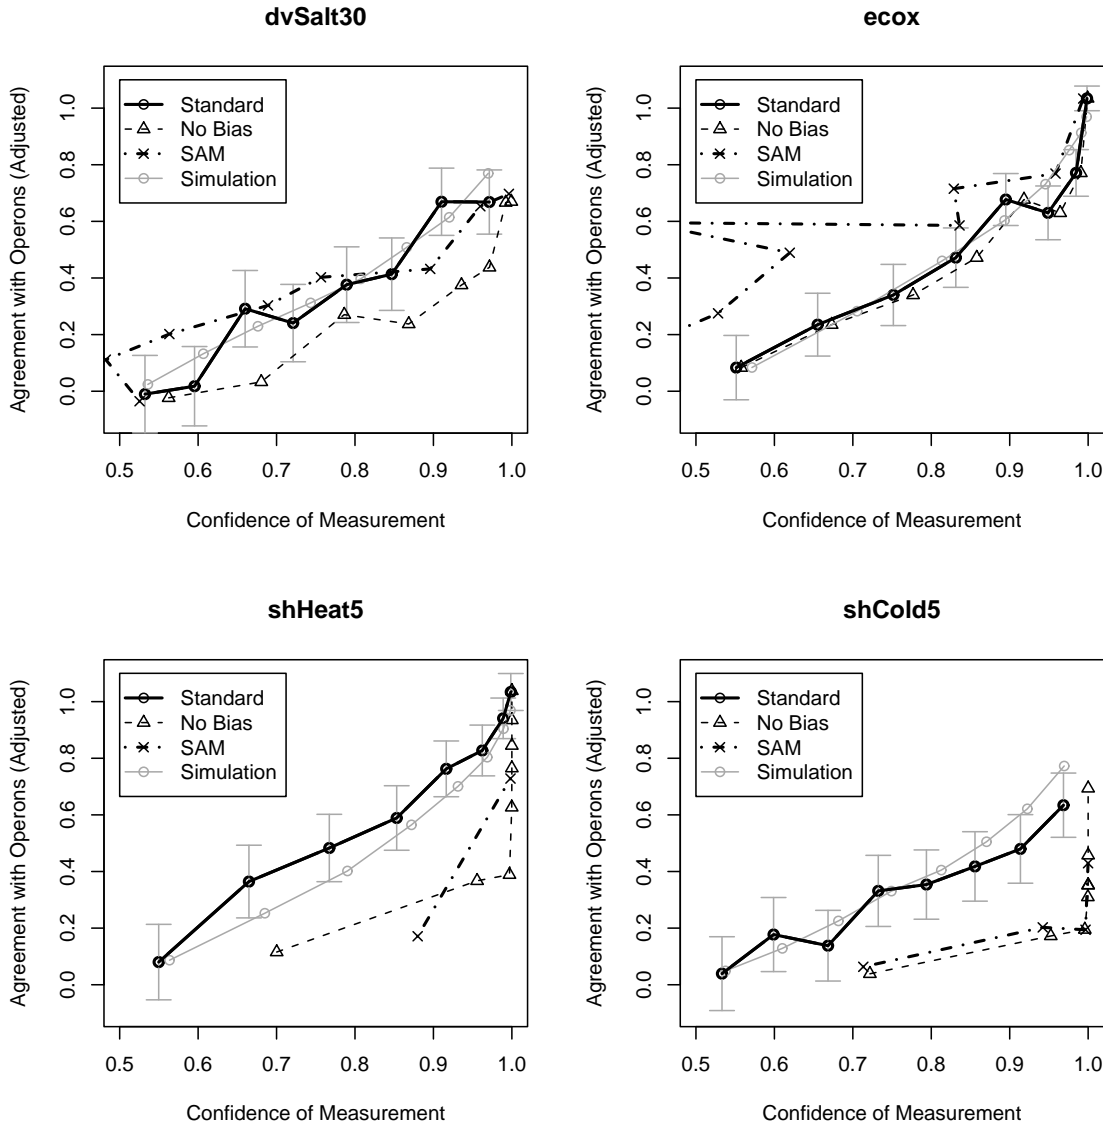 dvSalt30
Agreement with Operons (Adjusted)
1.0
0.8
0.6
0.4
0.2
0.0
Standard
No Bias
SAM
Simulation
0.5 0.6 0.7 0.8 0.9 1.0
Confidence of Measurement
ecox
Agreement with Operons (Adjusted)
1.0
0.8
0.6
0.4
0.2
0.0
Standard
No Bias
SAM
Simulation
0.5 0.6 0.7 0.8 0.9 1.0
Confidence of Measurement
shHeat5
Agreement with Operons (Adjusted)
1.0
0.8
0.6
0.4
0.2
0.0
Standard
No Bias
SAM
Simulation
0.5 0.6 0.7 0.8 0.9 1.0
Confidence of Measurement
shCold5
Agreement with Operons (Adjusted)
1.0
0.8
0.6
0.4
0.2
0.0
Standard
No Bias
SAM
Simulation
0.5 0.6 0.7 0.8 0.9 1.0
Confidence of Measurement